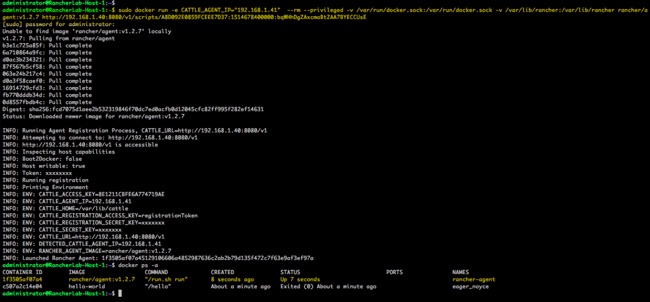 administrator@RancherLab-Host-1:~$
administrator@RancherLab-Host-1:~$ sudo docker run -e CATTLE_AGENT_IP="192.168.1.41" --rm --privileged -v /var/run/docker.sock:/var/run/docker.sock -v /var/lib/rancher:/var/lib/rancher rancher/a
gent:v1.2.7 http://192.168.1.40:8080/v1/scripts/
[sudo] password for administrator:
Unable to find image 'rancher/agent:v1.2.7' locally
v1.2.7: Pulling from rancher/agent
b3e1c725a85f: Pull complete
6a710864a9fc: Pull complete
d0ac3b234321: Pull complete
87f567b5cf58: Pull complete
063e24b217c4: Pull complete
d0a3f58caef0: Pull complete
16914729cfd3: Pull complete
fb770dddb34d: Pull complete
0d8557fbdb4c: Pull complete
Digest:
Status: Downloaded newer image for rancher/agent:v1.2.7
INFO: Running Agent Registration Process, CATTLE_URL=http://192.168.1.40:8080/v1
INFO: Attempting to connect to: http://192.168.1.40:8080/v1
INFO: http://192.168.1.40:8080/v1 is accessible
INFO: Inspecting host capabilities
INFO: Boot2Docker: false
INFO: Host writable: true
INFO: Token: xxxxxxxx
INFO: Running registration
INFO: Printing Environment
INFO: ENV: CATTLE_ACCESS_KEY=8E1211CBFE6A774719AE
INFO: ENV: CATTLE_AGENT_IP=192.168.1.41
INFO: ENV: CATTLE_HOME=/var/lib/cattle
INFO: ENV: CATTLE_REGISTRATION_ACCESS_KEY=registrationToken
INFO: ENV: CATTLE_REGISTRATION_SECRET_KEY=xxxxxxx
INFO: ENV: CATTLE_SECRET_KEY=xxxxxxx
INFO: ENV: CATTLE_URL=http://192.168.1.40:8080/v1
INFO: ENV: DETECTED_CATTLE_AGENT_IP=192.168.1.41
INFO: ENV: RANCHER_AGENT_IMAGE=rancher/agent:v1.2.7
INFO: Launched Rancher Agent:
administrator@RancherLab-Host-1:~$ docker ps -a
CONTAINER ID IMAGE COMMAND CREATED STATUS PORTS NAMES
1f3505af07a4 rancher/agent:v1.2.7 "/run.sh run" 8 seconds ago Up 7 seconds rancher-agent
c507a2c14e04 hello-world "/hello" About a minute ago Exited (0) About a minute ago eager_noyce
administrator@RancherLab-Host-1:~$